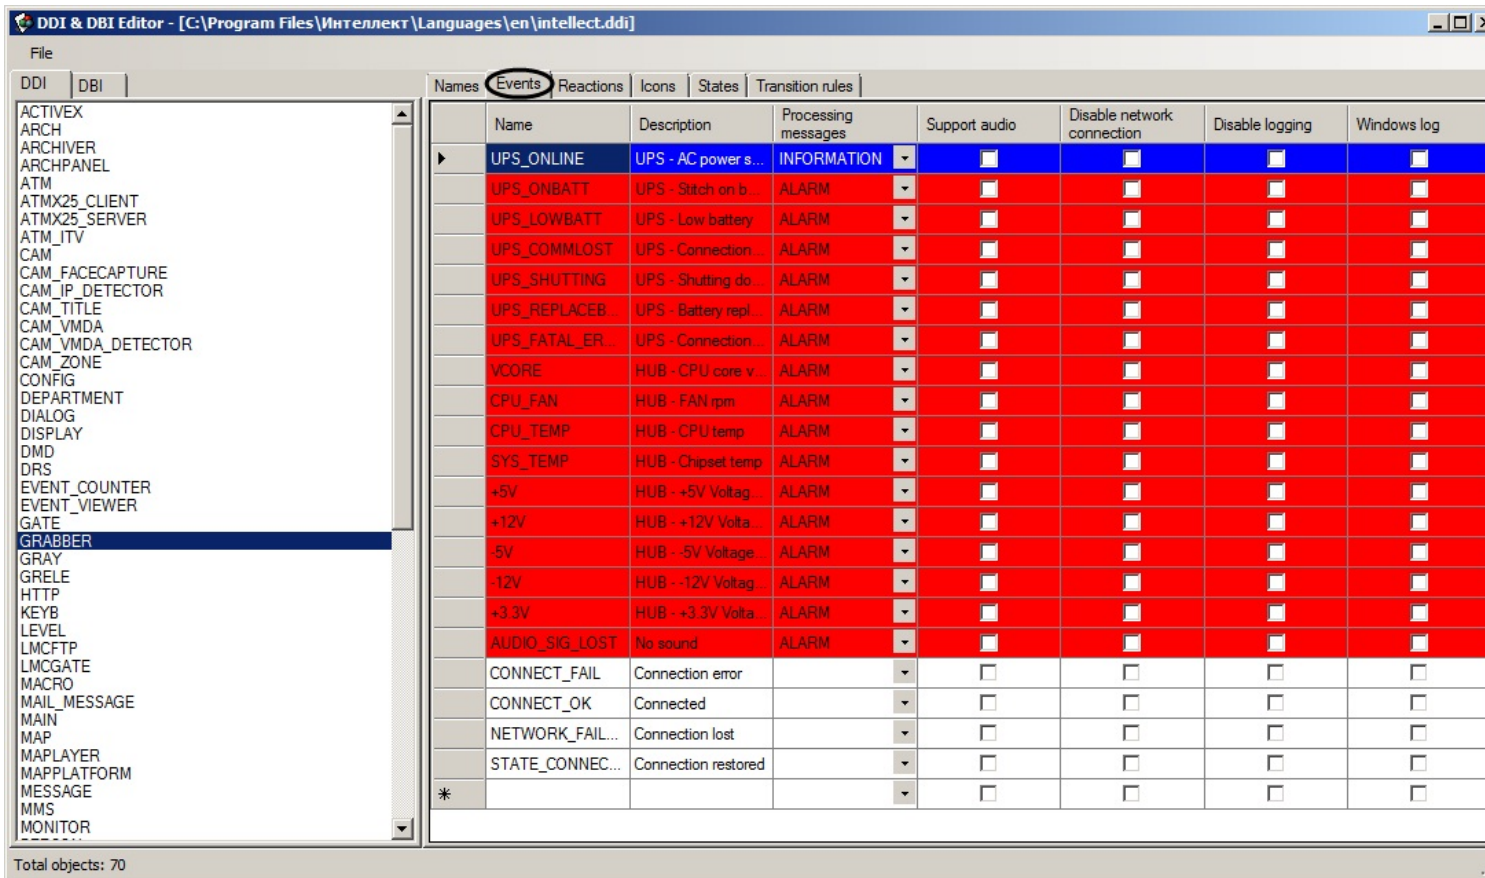 DDI & DBI Editor - [C:\Program Files\Интеллект\Languages\en\intellect.ddi]
File
DDI DBI
ACTIVEX
ARCH
ARCHIVER
ARCHPANEL
ATM
ATMX25_CLIENT
ATMX25_SERVER
ATM_ITV
CAM
CAM_FACECAPTURE
CAM_IP_DETECTOR
CAM_TITLE
CAM_VMDA
CAM_VMDA_DETECTOR
CAM_ZONE
CONFIG
DEPARTMENT
DIALOG
DISPLAY
DMD
DRS
EVENT_COUNTER
EVENT_VIEWER
GATE
GRABBER
GRAY
GRELE
HTTP
KEYB
LEVEL
LMCFTP
LMCGATE
MACRO
MAIL_MESSAGE
MAIN
MAP
MAPLAYER
MAPPLATFORM
MESSAGE
MMS
MONITOR
Names Events Reactions Icons States Transition rules
Name Description Processing messages Support audio Disable network connection Disable logging Windows log
UPS_ONLINE UPS - AC power s... INFORMATION
UPS_ONBATT UPS - Stitch on b... ALARM
UPS_LOWBATT UPS - Low battery ALARM
UPS_COMMLOST UPS - Connection... ALARM
UPS_SHUTTING UPS - Shutting do... ALARM
UPS_REPLACEB... UPS - Battery repl... ALARM
UPS_FATAL_ER... UPS - Connection... ALARM
VCORE HUB - CPU core v... ALARM
CPU_FAN HUB - FAN rpm ALARM
CPU_TEMP HUB - CPU temp ALARM
SYS_TEMP HUB - Chipset temp ALARM
+5V HUB - +5V Voltag... ALARM
+12V HUB - +12V Volta... ALARM
-5V HUB - -5V Voltage... ALARM
-12V HUB - -12V Voltag... ALARM
+3.3V HUB - +3.3V Volta... ALARM
AUDIO_SIG_LOST No sound ALARM
CONNECT_FAIL Connection error
CONNECT_OK Connected
NETWORK_FAIL... Connection lost
STATE_CONNEC... Connection restored
Total objects: 70